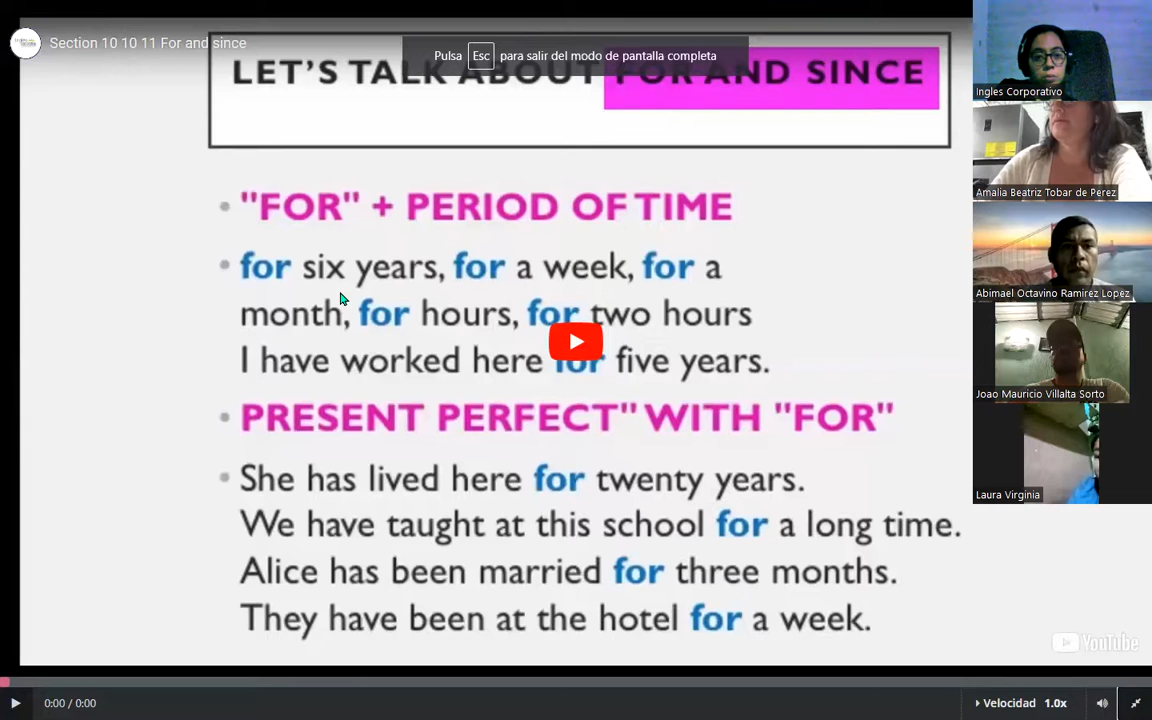 Section 10 10 11 For and since
Pulsa Esc para salir del modo de pantalla completa
LET'S TALK ABOUT FOR AND SINCE
"FOR" + PERIOD OF TIME
for six years, for a week, for a
month, for hours, for two hours
I have worked here for five years.
PRESENT PERFECT" WITH "FOR"
She has lived here for twenty years.
We have taught at this school for a long time.
Alice has been married for three months.
They have been at the hotel for a week.
YouTube
0:00 / 0:00
Velocidad 1.0x
Ingles Corporativo
Amalia Beatriz Tobar de Perez
Abimael Octavino Ramirez Lopez
Joao Mauricio Villalta Sorto
Laura Virginia